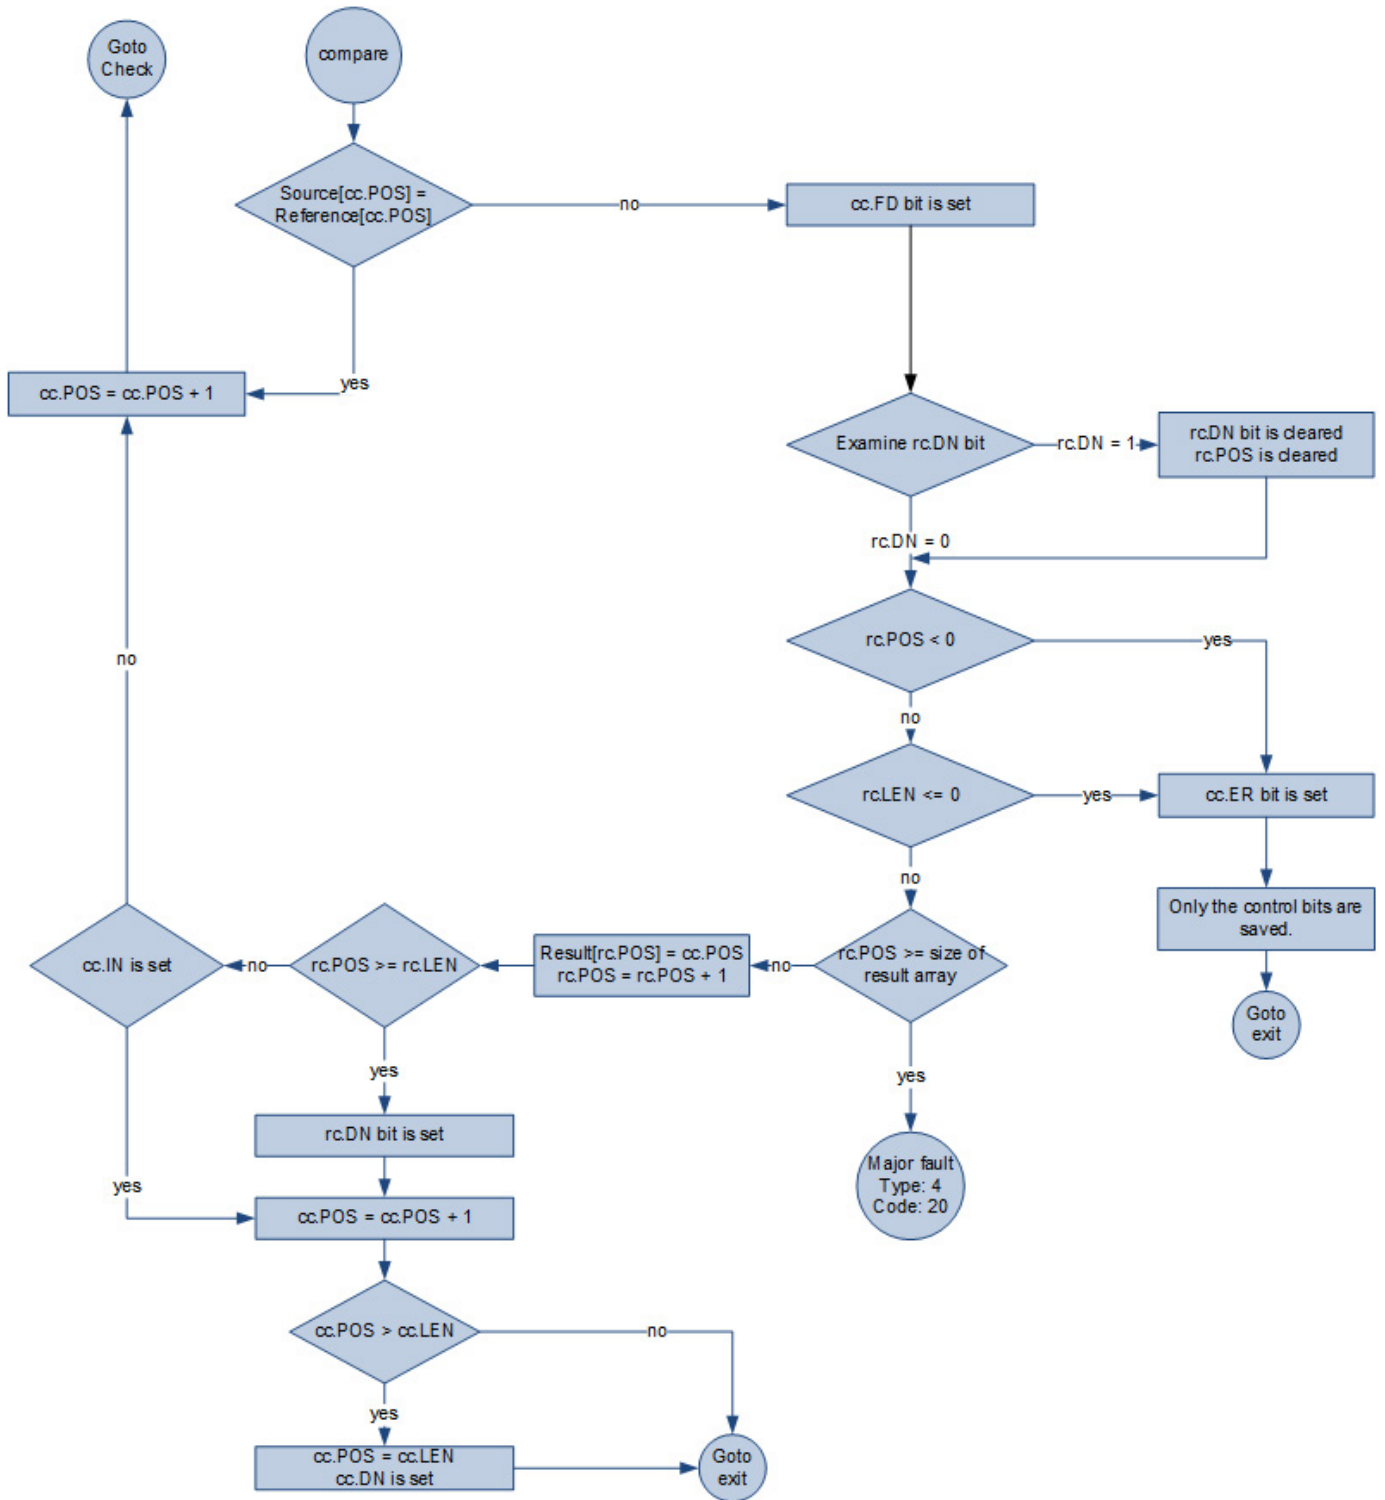 Goto
Check
compare
Source[cc.POS] =
Reference[cc.POS]
no
cc.FD bit is set
yes
cc.POS = cc.POS + 1
Examine rc.DN bit
rc.DN = 1
rc.DN bit is cleared
rc.POS is cleared
rc.DN = 0
rc.POS < 0
yes
no
no
rc.LEN <= 0
yes
cc.ER bit is set
no
Only the control bits are
saved.
cc.IN is set
no
rc.POS >= rc.LEN
Result[rc.POS] = cc.POS
rc.POS = rc.POS + 1
no
rc.POS >= size of
result array
Goto
exit
yes
yes
rc.DN bit is set
Major fault
Type: 4
Code: 20
yes
cc.POS = cc.POS + 1
cc.POS > cc.LEN
no
yes
cc.POS = cc.LEN
cc.DN is set
Goto
exit